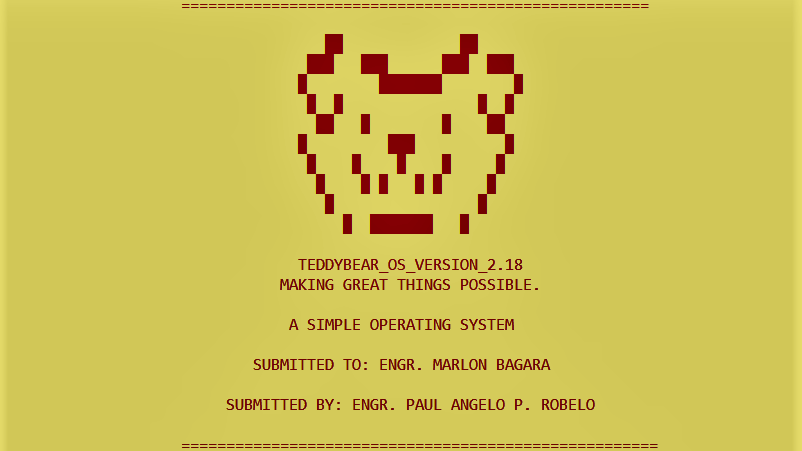 TEDDYBEAR_OS_VERSION_2.18
MAKING GREAT THINGS POSSIBLE.
A SIMPLE OPERATING SYSTEM
SUBMITTED TO: ENGR. MARLON BAGARA
SUBMITTED BY: ENGR. PAUL ANGELO P. ROBELO